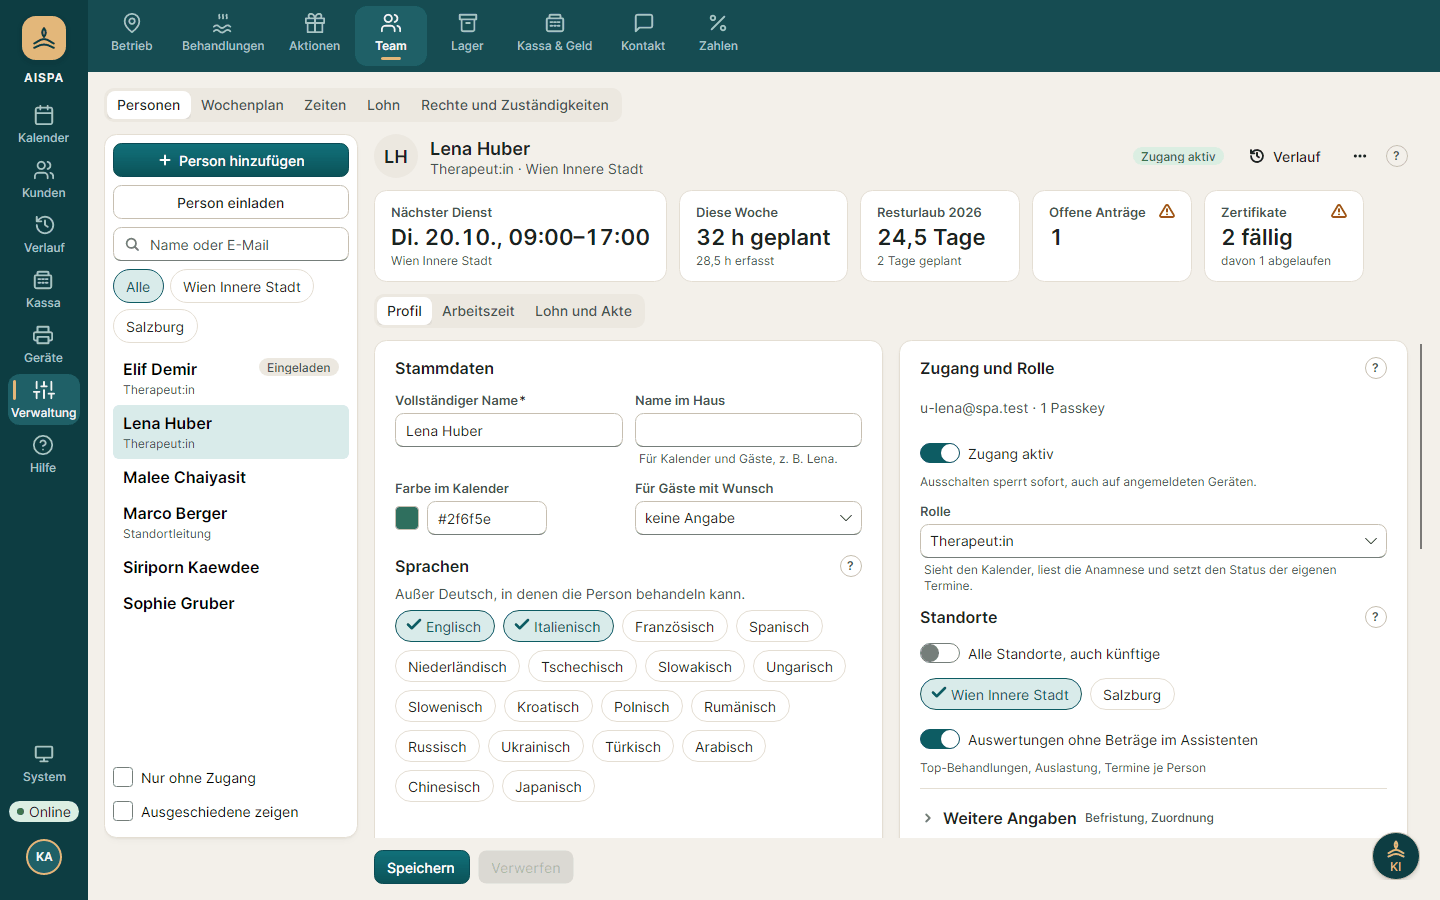 AISPA
Kalender
Kunden
Verlauf
Kassa
Geräte
Verwaltung
Hilfe
System
Online
KA
Betrieb
Behandlungen
Aktionen
Team
Lager
Kassa & Geld
Kontakt
Zahlen
Personen
Wochenplan
Zeiten
Lohn
Rechte und Zuständigkeiten
Person hinzufügen
Person einladen
Name oder E-Mail
Alle
Wien Innere Stadt
Salzburg
Elif Demir
Eingeladen
Therapeut:in
Lena Huber
Therapeut:in
Malee Chaiyasit
Marco Berger
Standortleitung
Siriporn Kaewdee
Sophie Gruber
Nur ohne Zugang
Ausgeschiedene zeigen
LH
Lena Huber
Therapeut:in · Wien Innere Stadt
Zugang aktiv
Verlauf
?
Nächster Dienst
Di. 20.10., 09:00–17:00
Wien Innere Stadt
Diese Woche
32 h geplant
28,5 h erfasst
Resturlaub 2026
24,5 Tage
2 Tage geplant
Offene Anträge
1
Zertifikate
2 fällig
davon 1 abgelaufen
Profil
Arbeitszeit
Lohn und Akte
Stammdaten
Vollständiger Name*
Lena Huber
Name im Haus
Für Kalender und Gäste, z. B. Lena.
Farbe im Kalender
#2f6f5e
Für Gäste mit Wunsch
keine Angabe
Sprachen
?
Außer Deutsch, in denen die Person behandeln kann.
Englisch
Italienisch
Französisch
Spanisch
Niederländisch
Tschechisch
Slowakisch
Ungarisch
Slowenisch
Kroatisch
Polnisch
Rumänisch
Russisch
Ukrainisch
Türkisch
Arabisch
Chinesisch
Japanisch
Zugang und Rolle
?
u-lena@spa.test · 1 Passkey
Zugang aktiv
Ausschalten sperrt sofort, auch auf angemeldeten Geräten.
Rolle
Therapeut:in
Sieht den Kalender, liest die Anamnese und setzt den Status der eigenen
Termine.
Standorte
?
Alle Standorte, auch künftige
Wien Innere Stadt
Salzburg
Auswertungen ohne Beträge im Assistenten
Top-Behandlungen, Auslastung, Termine je Person
Weitere Angaben
Befristung, Zuordnung
Speichern
Verwerfen
KI